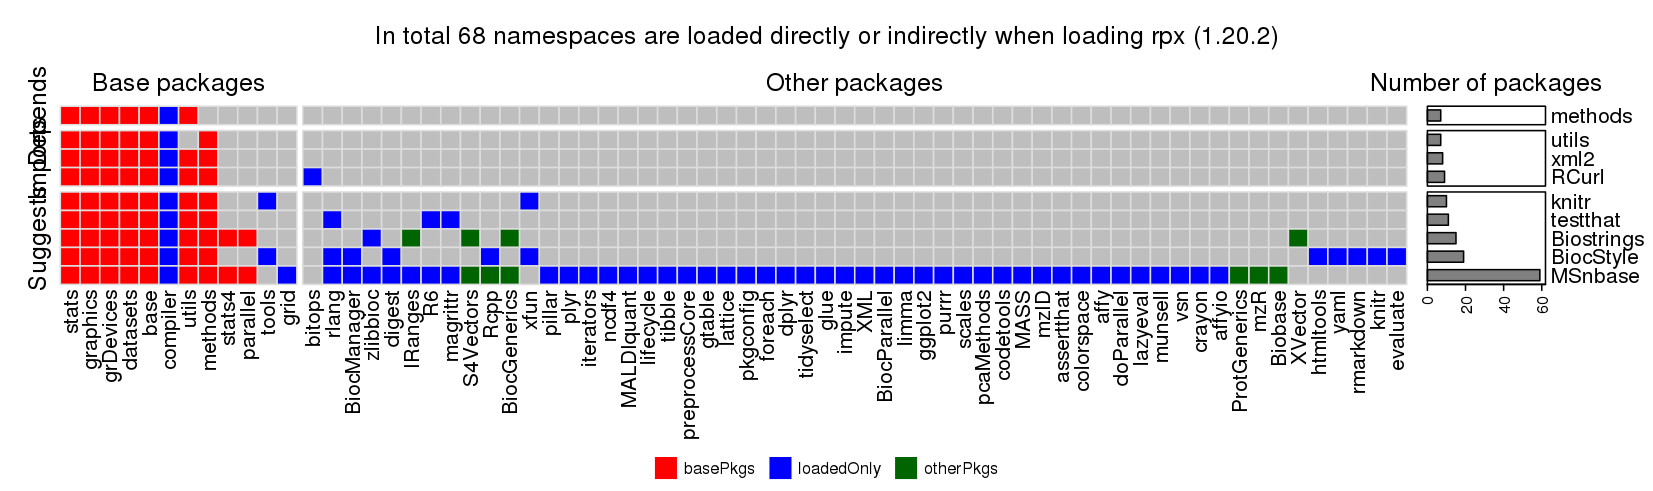 In total 68 namespaces are loaded directly or indirectly when loading rpx (1.20.2)
Base packages
Other packages
Number of packages
Depends
Imports
Suggests
methods
utils
xml2
RCurl
knitr
testthat
Biostrings
BiocStyle
MSnbase
0
20
40
60
stats
graphics
grDevices
datasets
base
compiler
utils
methods
stats4
parallel
tools
grid
bitops
rlang
BiocManager
zlibbioc
digest
IRanges
R6
magrittr
S4Vectors
Rcpp
BiocGenerics
xfun
pillar
plyr
iterators
ncdf4
MALDIquant
lifecycle
tibble
preprocessCore
gtable
lattice
pkgconfig
foreach
dplyr
tidyselect
glue
impute
XML
BiocParallel
limma
ggplot2
purrr
scales
pcaMethods
codetools
MASS
mzID
assertthat
colorspace
affy
doParallel
lazyeval
munsell
vsn
crayon
affyio
ProtGenerics
mzR
Biobase
XVector
htmltools
yaml
rmarkdown
knitr
evaluate
basePkgs
loadedOnly
otherPkgs